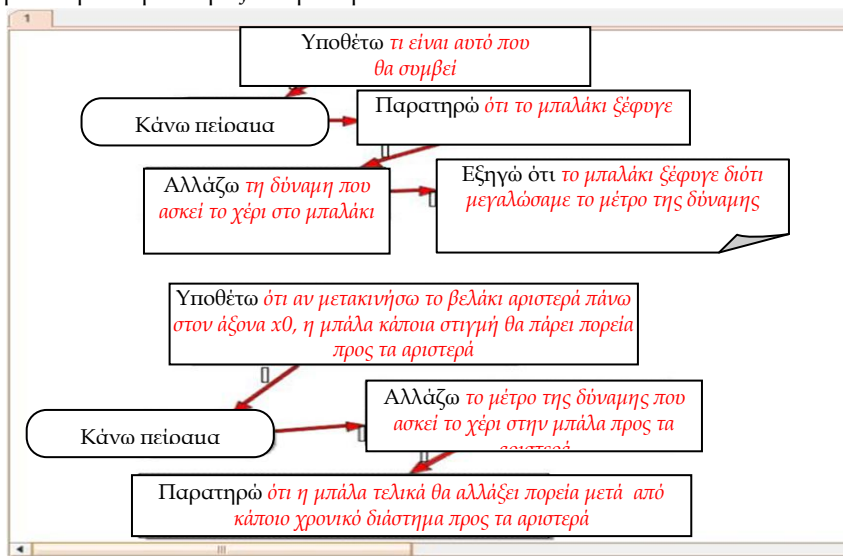 1
Υποθέτω τι είναι αυτό που
θα συμβεί
Παρατηρώ ότι το μπαλάκι ξέφυγε
Κάνω πείραμα
Αλλάζω τη δύναμη που
ασκεί το χέρι στο μπαλάκι
Εξηγώ ότι το μπαλάκι ξέφυγε διότι
μεγαλώσαμε το μέτρο της δύναμης
Υποθέτω ότι αν μετακινήσω το βελάκι αριστερά πάνω
στον άξονα x0, η μπάλα κάποια στιγμή θα πάρει πορεία
προς τα αριστερά
Αλλάζω το μέτρο της δύναμης που
ασκεί το χέρι στην μπάλα προς τα
αριστερά
Κάνω πείραμα
Παρατηρώ ότι η μπάλα τελικά θα αλλάξει πορεία μετά από
κάποιο χρονικό διάστημα προς τα αριστερά